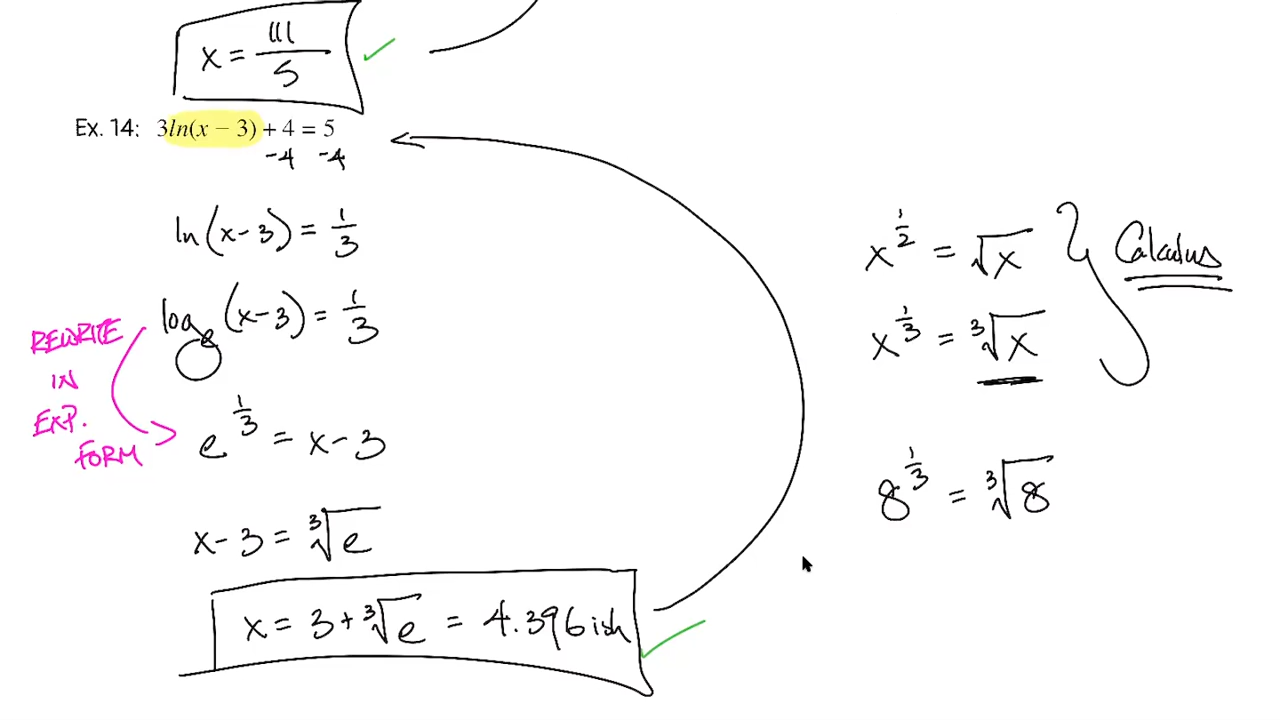 x = 111/5
Ex. 14: 3ln(x − 3) + 4 = 5
-4 -4
ln(x-3) = 1/3
logₑ(x-3) = 1/3
REWRITE
IN
EXP.
FORM
e^(1/3) = x-3
x-3 = ∛e
x = 3+∛e = 4.396ish
x^(1/2) = √x
Calculus
x^(1/3) = ∛x
8^(1/3) = ∛8